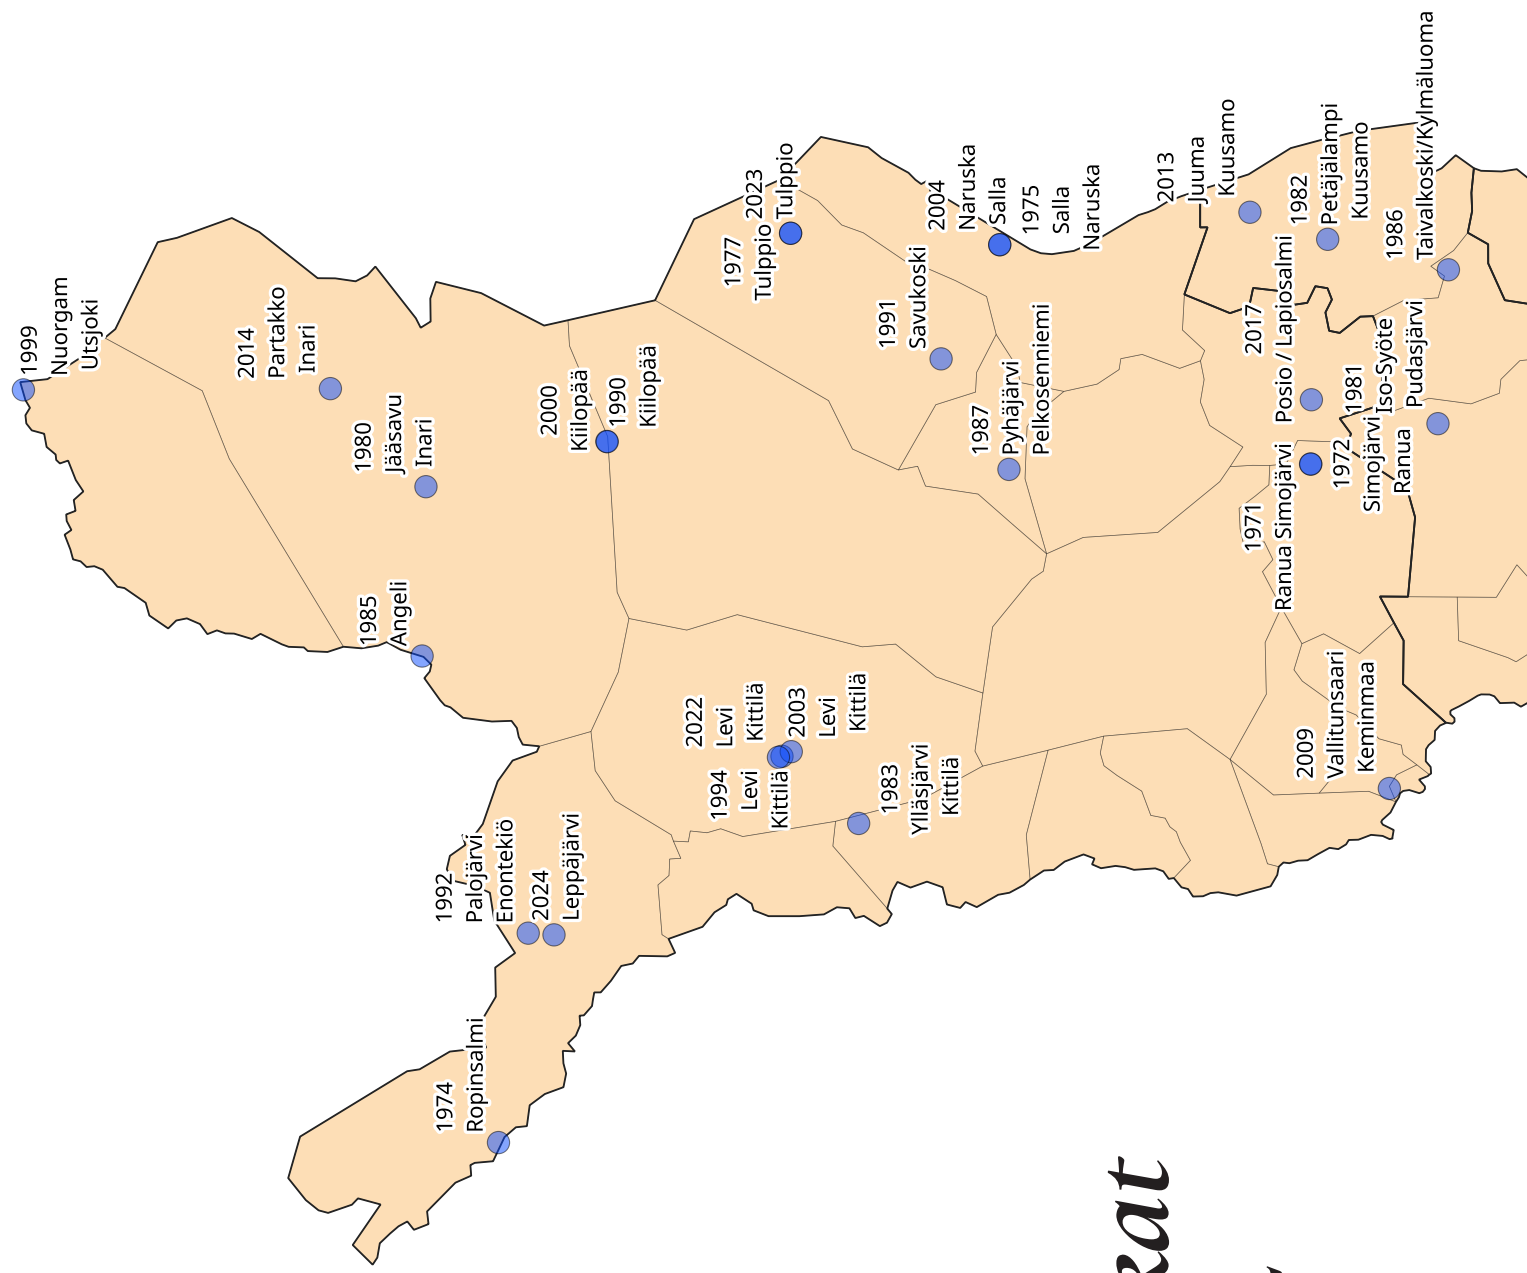 1999
Nuorgam
Utsjoki
2014
Partakko
Inari
1980
Jääsavu
Inari
1985
Angeli
2000
Kiilopää
1990
Kiilopää
1977
Tulppio
2023
Tulppio
2004
Naruska
Salla
1975
Salla
Naruska
1991
Savukoski
1987
Pyhäjärvi
Pelkosenniemi
2013
Juuma
Kuusamo
1982
Petäjälampi
Kuusamo
1986
Taivalkoski/Kylmäluoma
2017
Posio / Lapiosalmi
1981
Iso-Syöte
Pudasjärvi
1971
Ranua Simojärvi
1972
Simojärvi
Ranua
2022
Levi
Kittilä
2003
Levi
Kittilä
1994
Levi
Kittilä
1983
Ylläsjärvi
Kittilä
2009
Vallitunsaari
Keminmaa
1992
Palojärvi
Enontekiö
2024
Leppäjärvi
1974
Ropinsalmi